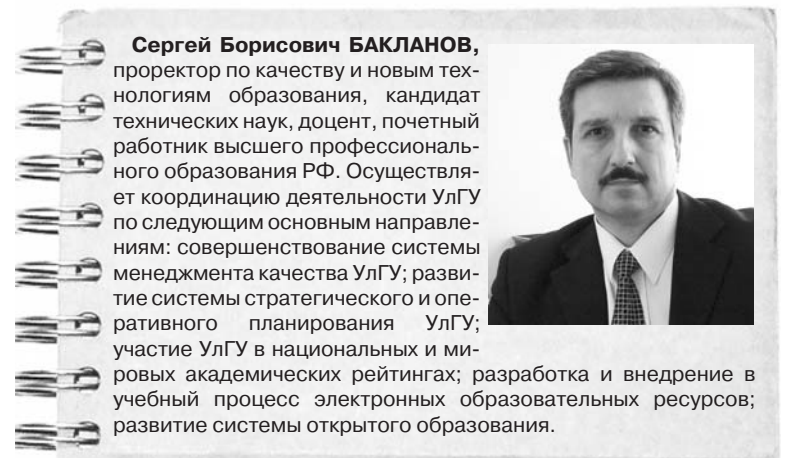 Сергей Борисович БАКЛАНОВ,
проректор по качеству и новым тех-
нологиям образования, кандидат
технических наук, доцент, почетный
работник высшего профессиональ-
ного образования РФ. Осуществля-
ет координацию деятельности УлГУ
по следующим основным направле-
ниям: совершенствование системы
менеджмента качества УлГУ; разви-
тие системы стратегического и опе-
ративного планирования УлГУ;
участие УлГУ в национальных и ми-
ровых академических рейтингах; разработка и внедрение в
учебный процесс электронных образовательных ресурсов;
развитие системы открытого образования.